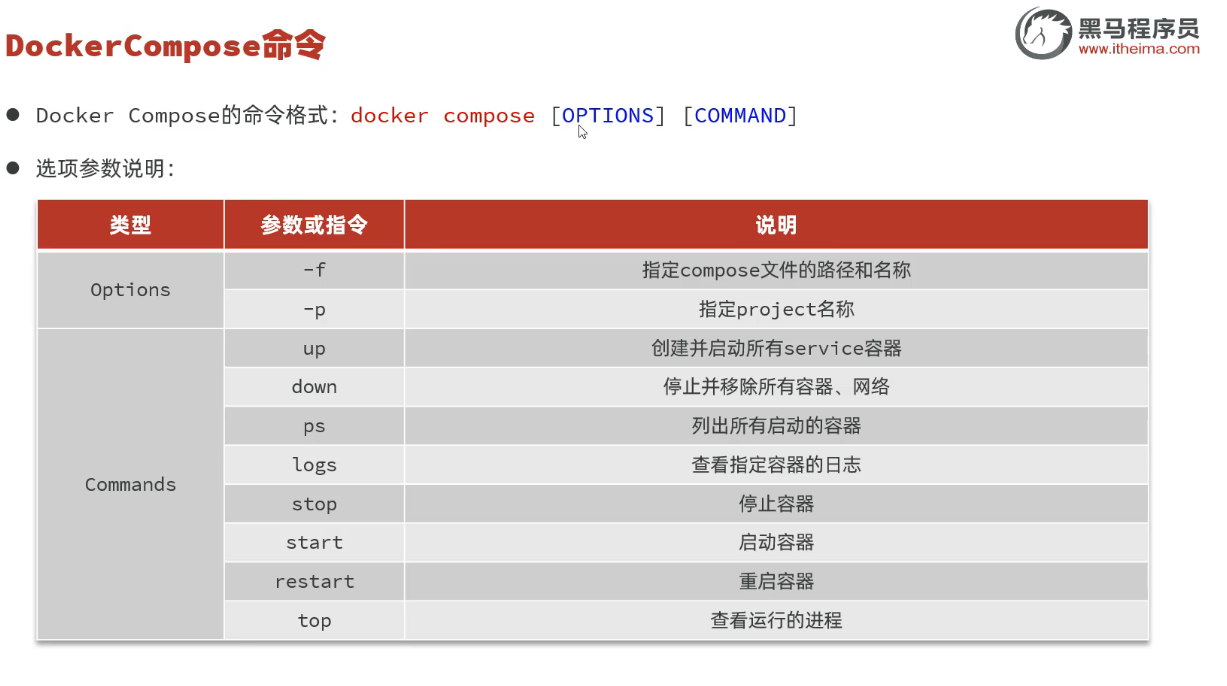 DockerCompose命令
黑马程序员
www.itheima.com
Docker Compose的命令格式：docker compose [OPTIONS] [COMMAND]
选项参数说明：
类型 参数或指令 说明
Options
-f 指定compose文件的路径和名称
-p 指定project名称
Commands
up 创建并启动所有service容器
down 停止并移除所有容器、网络
ps 列出所有启动的容器
logs 查看指定容器的日志
stop 停止容器
start 启动容器
restart 重启容器
top 查看运行的进程